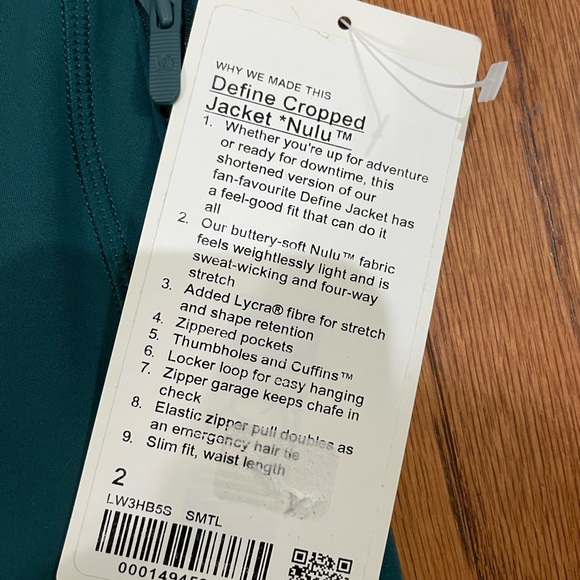 WHY WE MADE THIS
Define Cropped
Jacket *Nulu™
1. Whether you're up for adventure
or ready for downtime, this
shortened version of our
fan-favourite Define Jacket has
a feel-good fit that can do it
all
2. Our buttery-soft Nulu™ fabric
feels weightlessly light and is
sweat-wicking and four-way
stretch
3. Added Lycra® fibre for stretch
and shape retention
4. Zippered pockets
5. Thumbholes and Cuffins™
6. Locker loop for easy hanging
7. Zipper garage keeps chafe in
check
8. Elastic zipper pull doubles as
an emergency hair tie
9. Slim fit, waist length
2
LW3HB5S SMTL